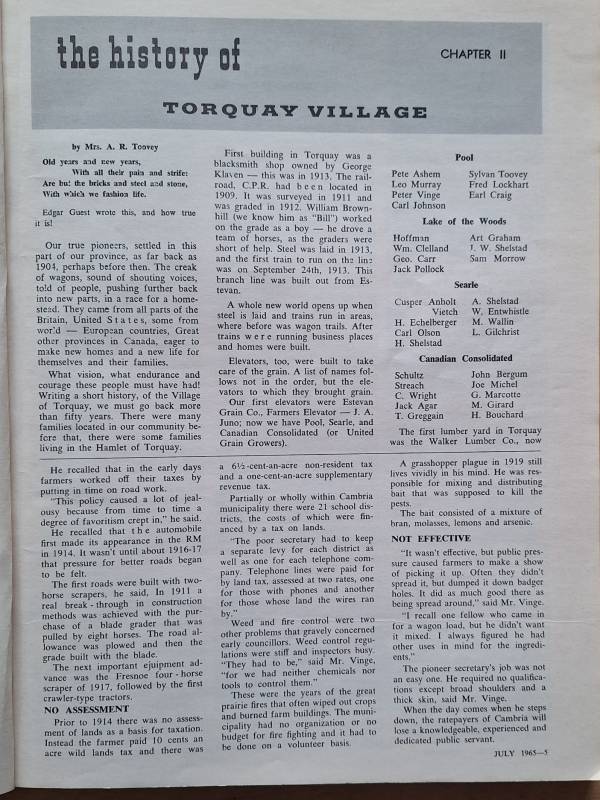 the history of
CHAPTER II
TORQUAY VILLAGE
by Mrs. A. R. Toovey
Old years and new years,
With all their pain and strife:
Are but the bricks and steel and stone,
With which we fashion life.
Edgar Guest wrote this, and how true
it is!
Our true pioneers, settled in this
part of our province, as far back as
1904, perhaps before then. The creak
of wagons, sound of shouting voices,
told of people, pushing further back
into new parts, in a race for a home-
stead. They came from all parts of the
Britain, United States, some from
world — European countries, Great
other provinces in Canada, eager to
make new homes and a new life for
themselves and their families.
What vision, what endurance and
courage these people must have had!
Writing a short history, of the Village
of Torquay, we must go back more
than fifty years. There were many
families located in our community be-
fore that, there were some families
living in the Hamlet of Torquay.
First building in Torquay was a
blacksmith shop owned by George
Klaven — this was in 1913. The rail-
road, C.P.R. had been located in
1909. It was surveyed in 1911 and
was graded in 1912. William Brown-
hill (we know him as "Bill") worked
on the grade as a boy — he drove a
team of horses, as the graders were
short of help. Steel was laid in 1913,
and the first train to run on the line
was on September 24th, 1913. This
branch line was built out from Es-
tevan.
A whole new world opens up when
steel is laid and trains run in areas,
where before was wagon trails. After
trains were running business places
and homes were built.
Elevators, too, were built to take
care of the grain. A list of names fol-
lows not in the order, but the ele-
vators to which they brought grain.
Our first elevators were Estevan
Grain Co., Farmers Elevator — J. A.
Juno; now we have Pool, Searle, and
Canadian Consolidated (or United
Grain Growers).
Pool
Pete Ashem Sylvan Toovey
Leo Murray Fred Lockhart
Peter Vinge Earl Craig
Carl Johnson
Lake of the Woods
Hoffman Art Graham
Wm. Clelland J. W. Shelstad
Geo. Carr Sam Morrow
Jack Pollock
Searle
Cusper Anholt A. Shelstad
Vietch W. Entwhistle
H. Echelberger M. Wallin
Carl Olson L. Gilchrist
H. Shelstad
Canadian Consolidated
Schultz John Bergum
Streach Joe Michel
C. Wright G. Marcotte
Jack Agar M. Girard
T. Greggain H. Bouchard
The first lumber yard in Torquay
was the Walker Lumber Co., now
He recalled that in the early days
farmers worked off their taxes by
putting in time on road work.
"This policy caused a lot of jeal-
ousy because from time to time a
degree of favoritism crept in," he said.
He recalled that the automobile
first made its appearance in the RM
in 1914. It wasn't until about 1916-17
that pressure for better roads began
to be felt.
The first roads were built with two-
horse scrapers, he said, In 1911 a
real break-through in construction
methods was achieved with the pur-
chase of a blade grader that was
pulled by eight horses. The road al-
lowance was plowed and then the
grade built with the blade.
The next important ejuipment ad-
vance was the Fresnoe four-horse
scraper of 1917, followed by the first
crawler-type tractors.
NO ASSESSMENT
Prior to 1914 there was no assess-
ment of lands as a basis for taxation.
Instead the farmer paid 10 cents an
acre wild lands tax and there was
a 6½-cent-an-acre non-resident tax
and a one-cent-an-acre supplementary
revenue tax.
Partially or wholly within Cambria
municipality there were 21 school dis-
tricts, the costs of which were fin-
anced by a tax on lands.
"The poor secretary had to keep
a separate levy for each district as
well as one for each telephone com-
pany. Telephone lines were paid for
by land tax, assessed at two rates, one
for those with phones and another
for those whose land the wires ran
by."
Weed and fire control were two
other problems that gravely concerned
early councillors. Weed control regu-
lations were stiff and inspectors busy.
"They had to be," said Mr. Vinge,
"for we had neither chemicals nor
tools to control them."
These were the years of the great
prairie fires that often wiped out crops
and burned farm buildings. The muni-
cipality had no organization or no
budget for fire fighting and it had to
be done on a volunteer basis.
A grasshopper plague in 1919 still
lives vividly in his mind. He was res-
ponsible for mixing and distributing
bait that was supposed to kill the
pests.
The bait consisted of a mixture of
bran, molasses, lemons and arsenic.
NOT EFFECTIVE
"It wasn't effective, but public pres-
sure caused farmers to make a show
of picking it up. Often they didn't
spread it, but dumped it down badger
holes. It did as much good there as
being spread around," said Mr. Vinge.
"I recall one fellow who came in
for a wagon load, but he didn't want
it mixed. I always figured he had
other uses in mind for the ingredi-
ents."
The pioneer secretary's job was not
an easy one. He required no qualifica-
tions except broad shoulders and a
thick skin, said Mr. Vinge.
When the day comes when he steps
down, the ratepayers of Cambria will
lose a knowledgeable, experienced and
dedicated public servant.
JULY 1965—5